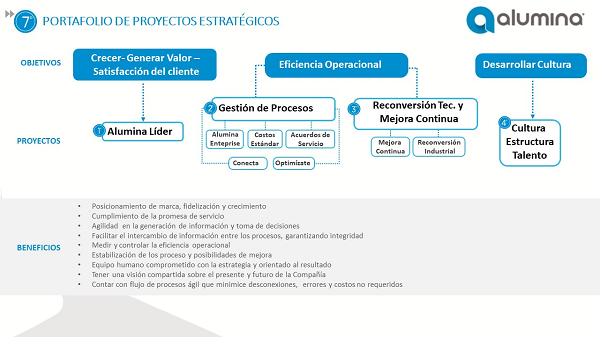 7°
PORTAFOLIO DE PROYECTOS ESTRATÉGICOS
alumina
OBJETIVOS
Crecer- Generar Valor –
Satisfacción del cliente
Eficiencia Operacional
Desarrollar Cultura
PROYECTOS
1
Alumina Líder
2
Gestión de Procesos
Alumina
Enteprise
Costos
Estándar
Acuerdos de
Servicio
Conecta
Optimízate
3
Reconversión Tec. y
Mejora Continua
Mejora
Continua
Reconversión
Industrial
4
Cultura
Estructura
Talento
BENEFICIOS
• Posicionamiento de marca, fidelización y crecimiento
• Cumplimiento de la promesa de servicio
• Agilidad en la generación de información y toma de decisiones
• Facilitar el intercambio de información entre los procesos, garantizando integridad
• Medir y controlar la eficiencia operacional
• Estabilización de los proceso y posibilidades de mejora
• Equipo humano comprometido con la estrategia y orientado al resultado
• Tener una visión compartida sobre el presente y futuro de la Compañía
• Contar con flujo de procesos ágil que minimice desconexiones, errores y costos no requeridos